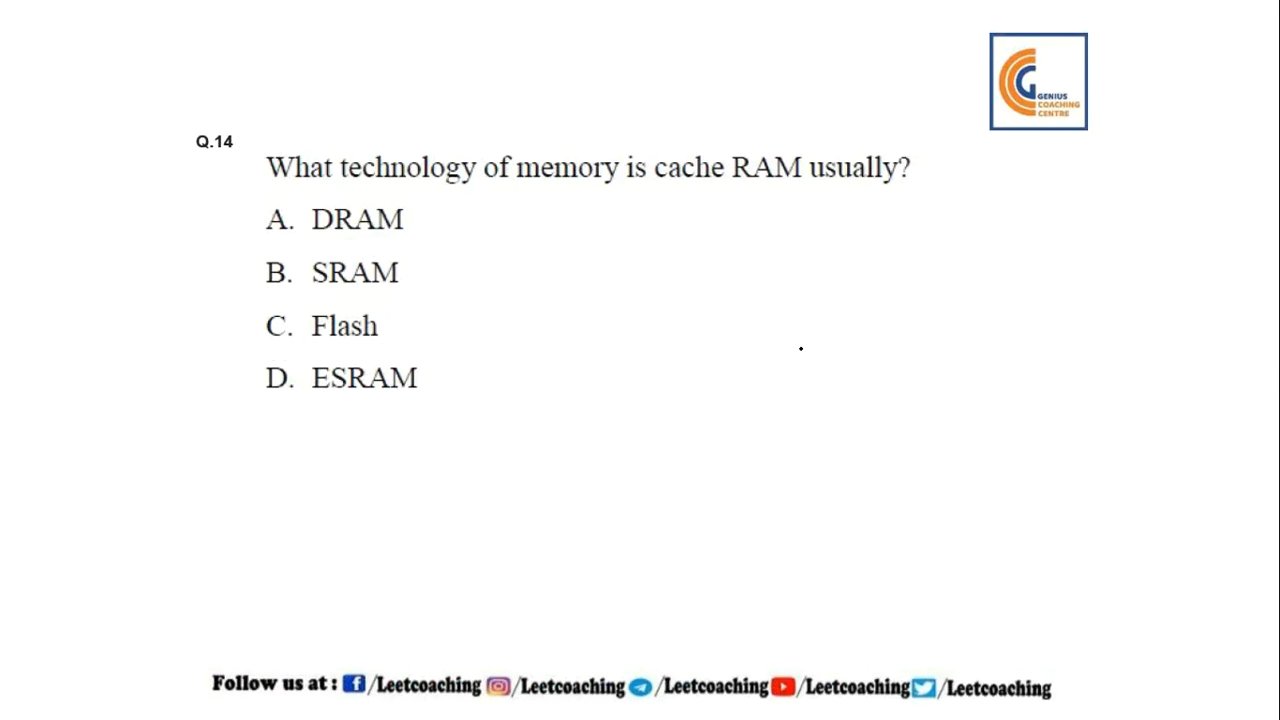 GENIUS
COACHING
CENTRE
Q.14
What technology of memory is cache RAM usually?
A. DRAM
B. SRAM
C. Flash
D. ESRAM
Follow us at : /Leetcoaching /Leetcoaching /Leetcoaching /Leetcoaching /Leetcoaching